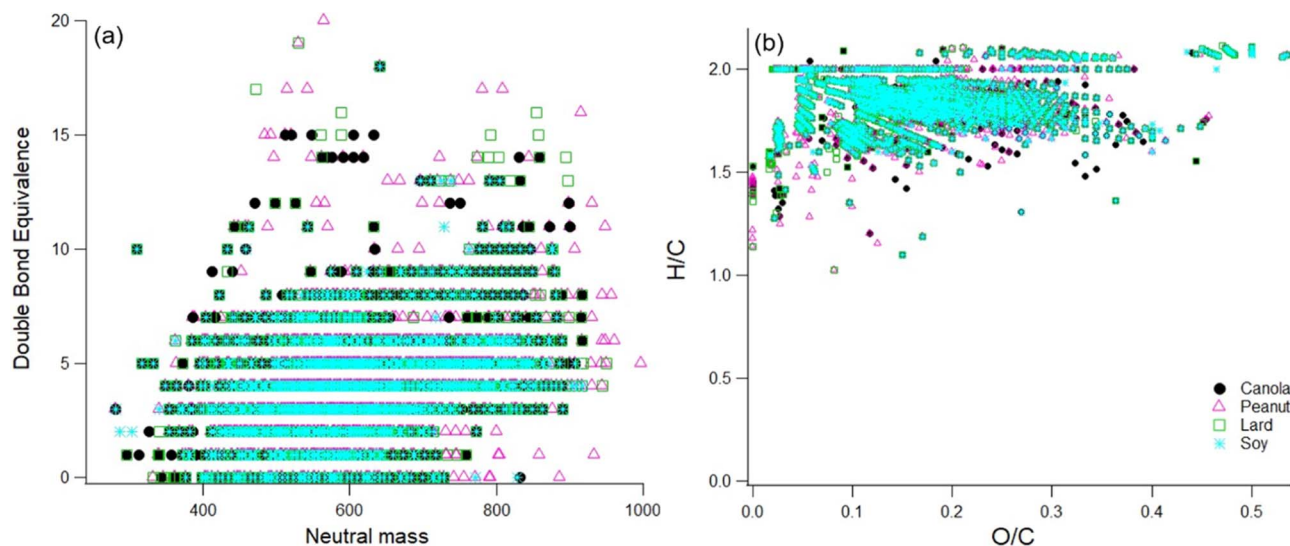 (a)
20
15
10
5
0
Double Bond Equivalence
400 600 800 1000
Neutral mass
(b)
2.0
1.5
1.0
0.5
0.0
H/C
0.0 0.1 0.2 0.3 0.4 0.5
O/C
Canola
Peanut
Lard
Soy